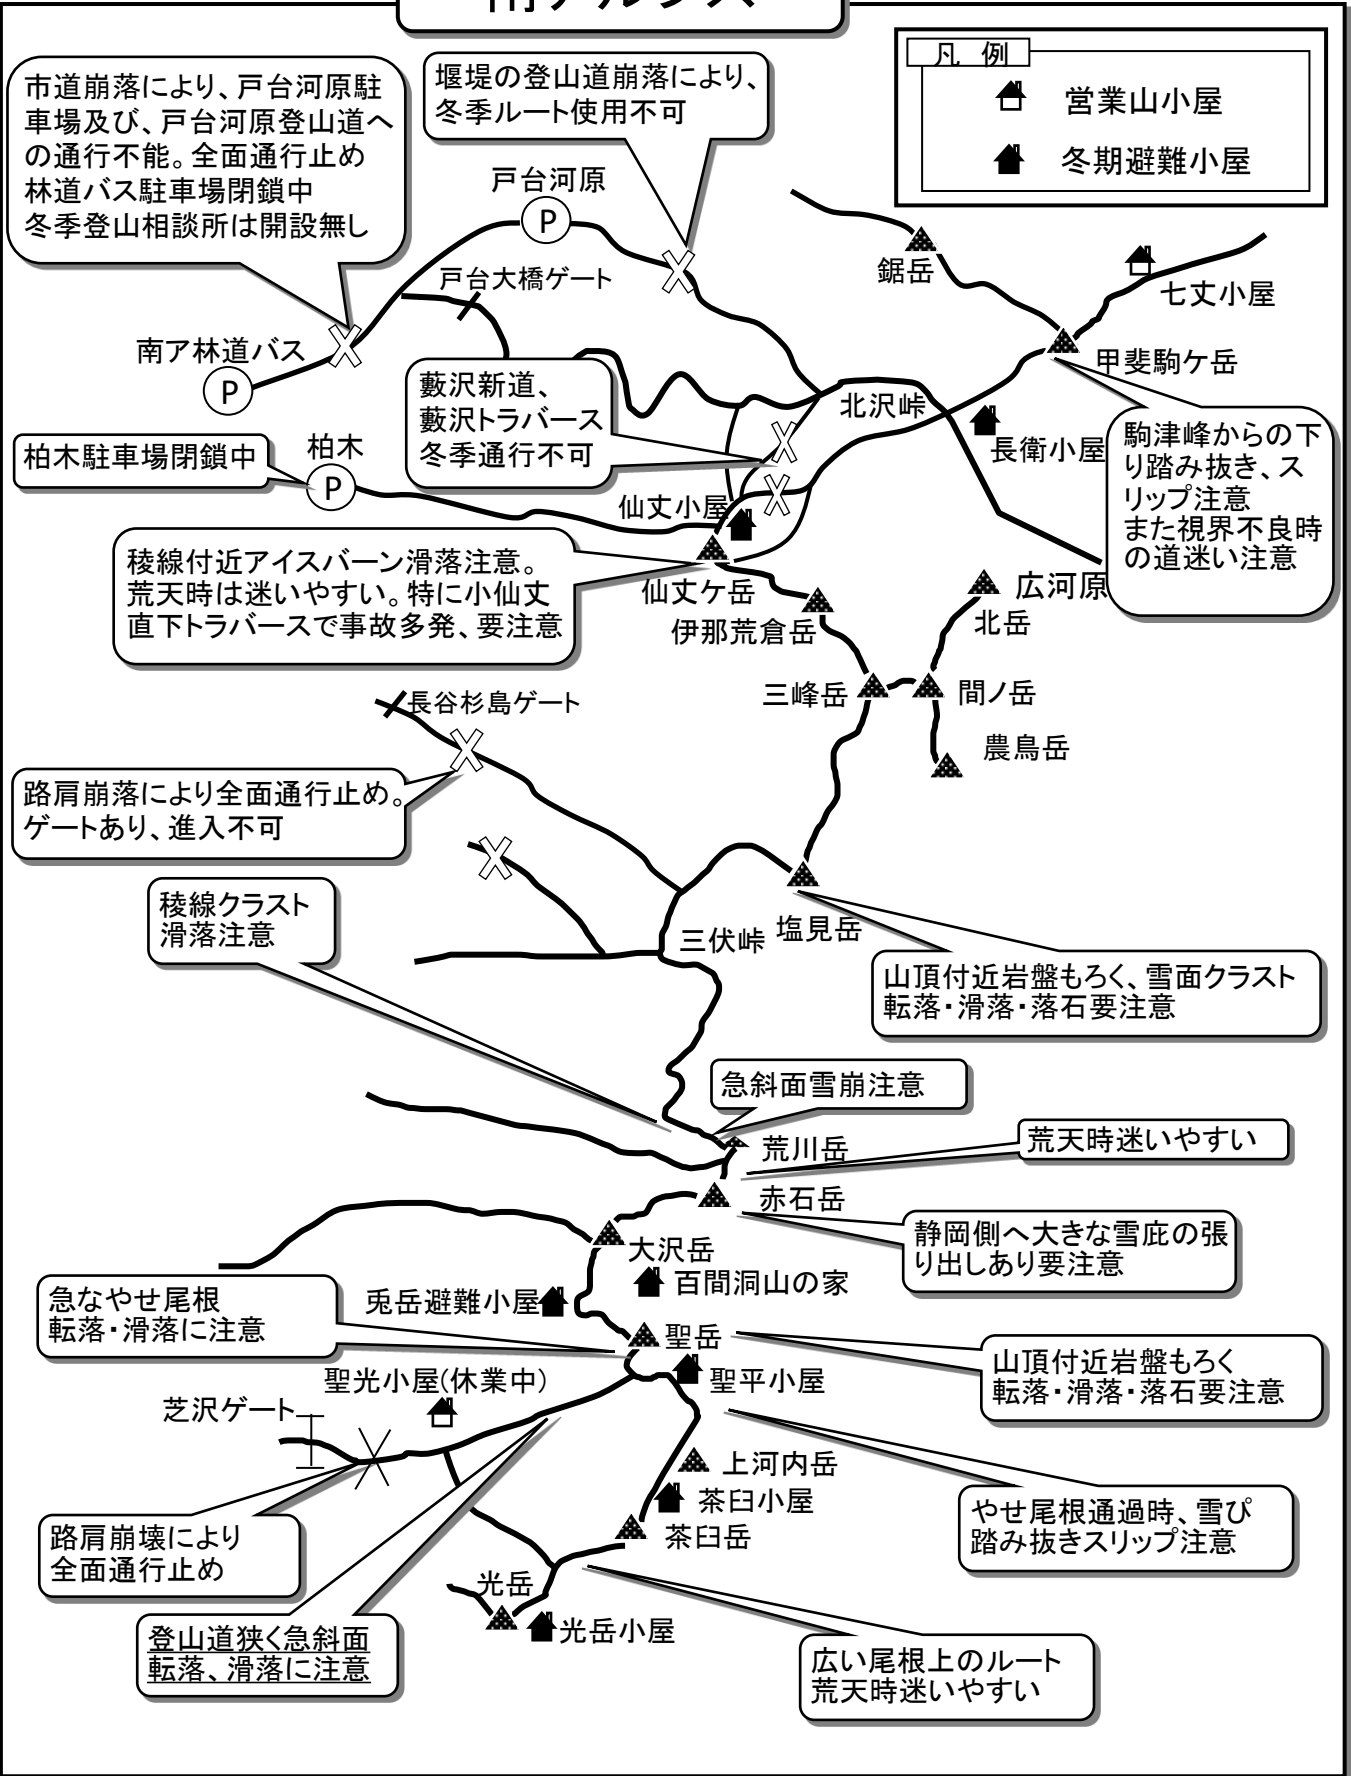 南アルプス
凡 例
営業山小屋
冬期避難小屋
市道崩落により、戸台河原駐
車場及び、戸台河原登山道へ
の通行不能。全面通行止め
林道バス駐車場閉鎖中
冬季登山相談所は開設無し
堰堤の登山道崩落により、
冬季ルート使用不可
戸台河原
P
戸台大橋ゲート
鋸岳
七丈小屋
南ア林道バス
P
甲斐駒ケ岳
藪沢新道、
藪沢トラバース
冬季通行不可
北沢峠
長衛小屋
駒津峰からの下
り踏み抜き、ス
リップ注意
また視界不良時
の道迷い注意
柏木駐車場閉鎖中
柏木
P
仙丈小屋
稜線付近アイスバーン滑落注意。
荒天時は迷いやすい。特に小仙丈
直下トラバースで事故多発、要注意
仙丈ケ岳
伊那荒倉岳
広河原
北岳
三峰岳
間ノ岳
農鳥岳
長谷杉島ゲート
路肩崩落により全面通行止め。
ゲートあり、進入不可
稜線クラスト
滑落注意
三伏峠
塩見岳
山頂付近岩盤もろく、雪面クラスト
転落・滑落・落石要注意
急斜面雪崩注意
荒川岳
荒天時迷いやすい
赤石岳
静岡側へ大きな雪庇の張
り出しあり要注意
大沢岳
百間洞山の家
急なやせ尾根
転落・滑落に注意
兎岳避難小屋
聖岳
山頂付近岩盤もろく
転落・滑落・落石要注意
聖光小屋(休業中)
聖平小屋
芝沢ゲート
上河内岳
茶臼小屋
茶臼岳
やせ尾根通過時、雪び
踏み抜きスリップ注意
路肩崩壊により
全面通行止め
光岳
光岳小屋
登山道狭く急斜面
転落、滑落に注意
広い尾根上のルート
荒天時迷いやすい